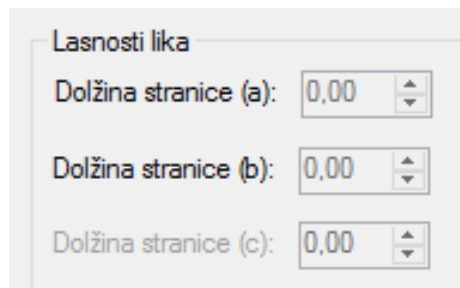 Lasnosti lika
Dolžina stranice (a): 0,00
Dolžina stranice (b): 0,00
Dolžina stranice (c): 0,00